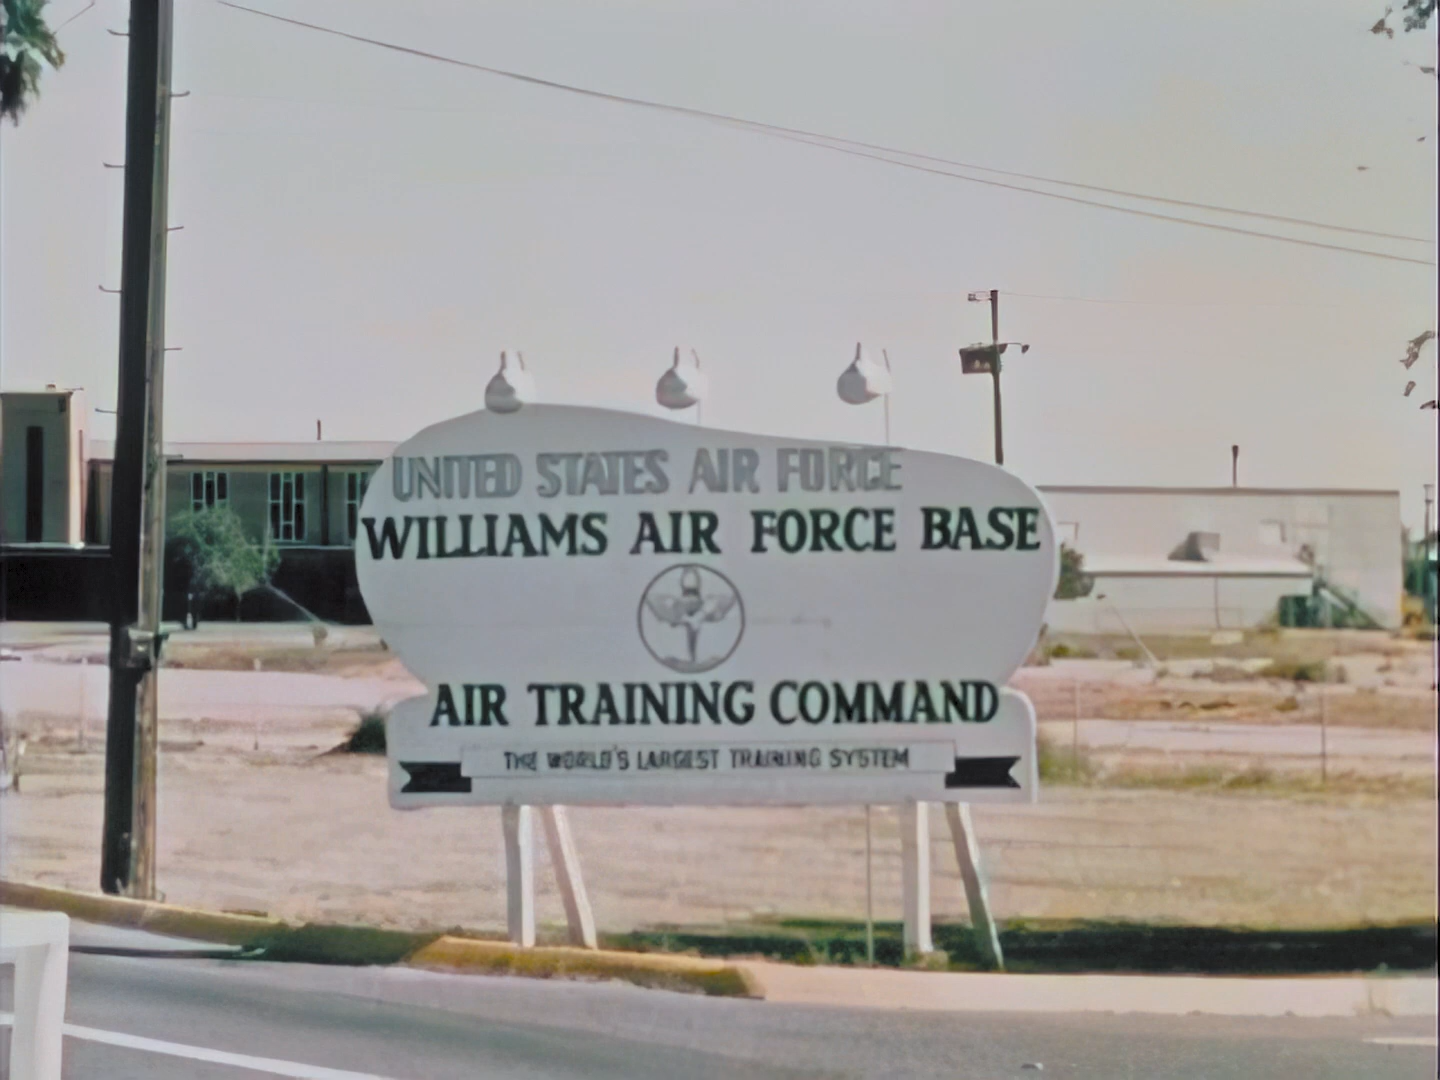 UNITED STATES AIR FORCE
WILLIAMS AIR FORCE BASE
AIR TRAINING COMMAND
THE WORLD'S LARGEST TRAINING SYSTEM